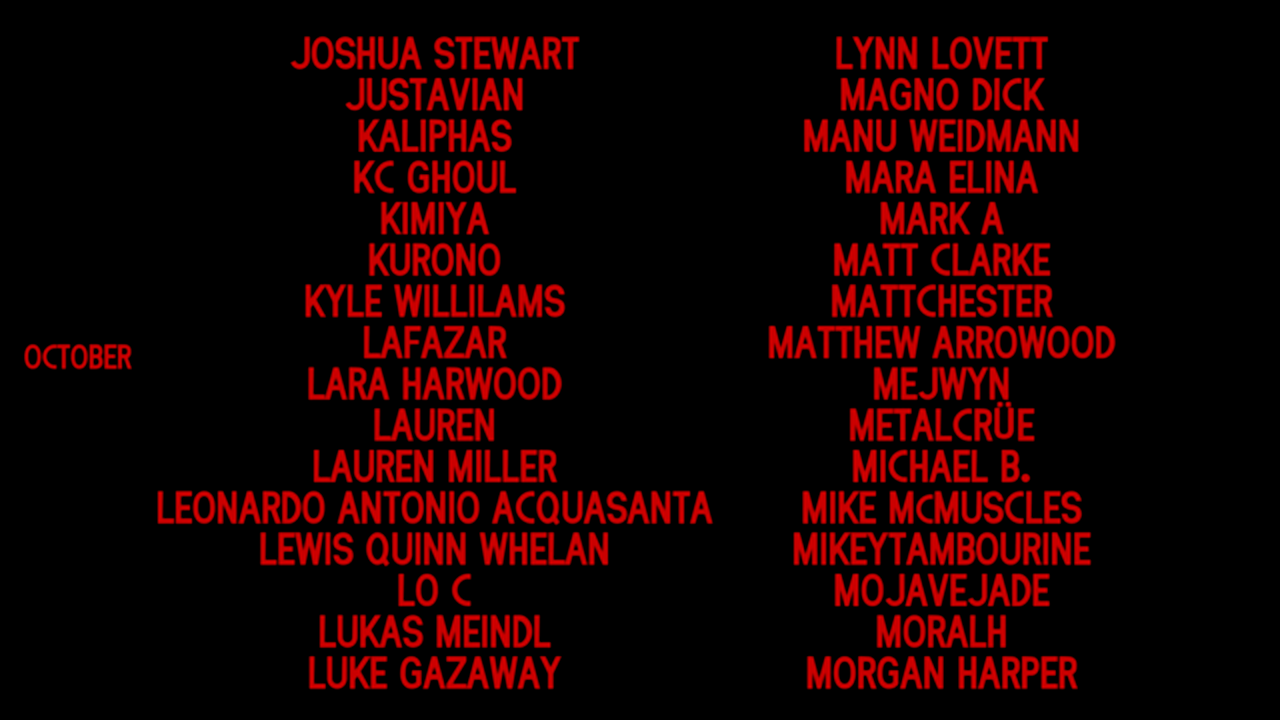 OCTOBER
JOSHUA STEWART
JUSTAVIAN
KALIPHAS
KC GHOUL
KIMIYA
KURONO
KYLE WILLILAMS
LAFAZAR
LARA HARWOOD
LAUREN
LAUREN MILLER
LEONARDO ANTONIO ACQUASANTA
LEWIS QUINN WHELAN
LO C
LUKAS MEINDL
LUKE GAZAWAY
LYNN LOVETT
MAGNO DICK
MANU WEIDMANN
MARA ELINA
MARK A
MATT CLARKE
MATTCHESTER
MATTHEW ARROWOOD
MEJWYN
METALCRÜE
MICHAEL B.
MIKE McMUSCLES
MIKEYTAMBOURINE
MOJAVEJADE
MORALH
MORGAN HARPER